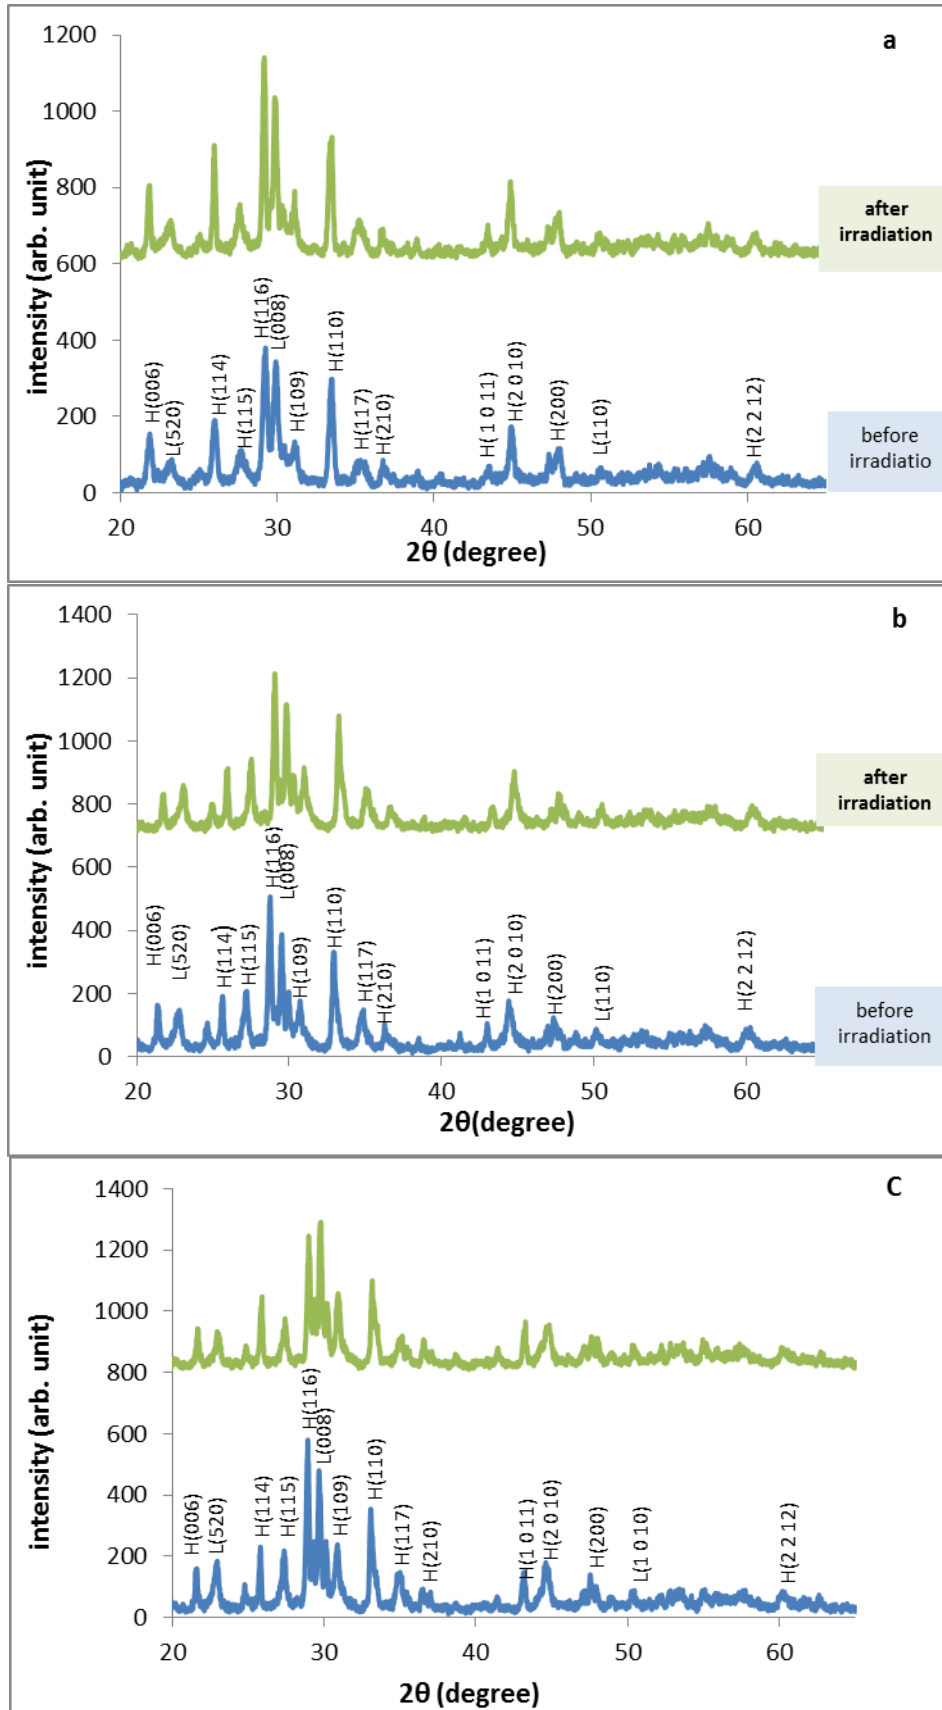 a
1200
1000
800
600
400
200
0
intensity (arb. unit)
after
irradiation
before
irradiatio
H(006)
L(520)
H(114)
H(115)
H(116)
L(008)
H(109)
H(110)
H(117)
H(210)
H( 1 0 11)
H(2 0 10)
H(200)
L(110)
H(2 2 12)
20
30
40
50
60
2θ (degree)
b
1400
1200
1000
800
600
400
200
0
intensity (arb. unit)
after
irradiation
before
irradiation
H(006)
L(520)
H(114)
H(115)
H(116)
L(008)
H(109)
H(110)
H(117)
H(210)
H(1 0 11)
H(2 0 10)
H(200)
L(110)
H(2 2 12)
20
30
40
50
60
2θ(degree)
C
1400
1200
1000
800
600
400
200
0
intensity (arb. unit)
H(006)
L(520)
H(114)
H(115)
H(116)
L(008)
H(109)
H(110)
H(117)
H(210)
H(1 0 11)
H(2 0 10)
H(200)
L(1 0 10)
H(2 2 12)
20
30
40
50
60
2θ (degree)